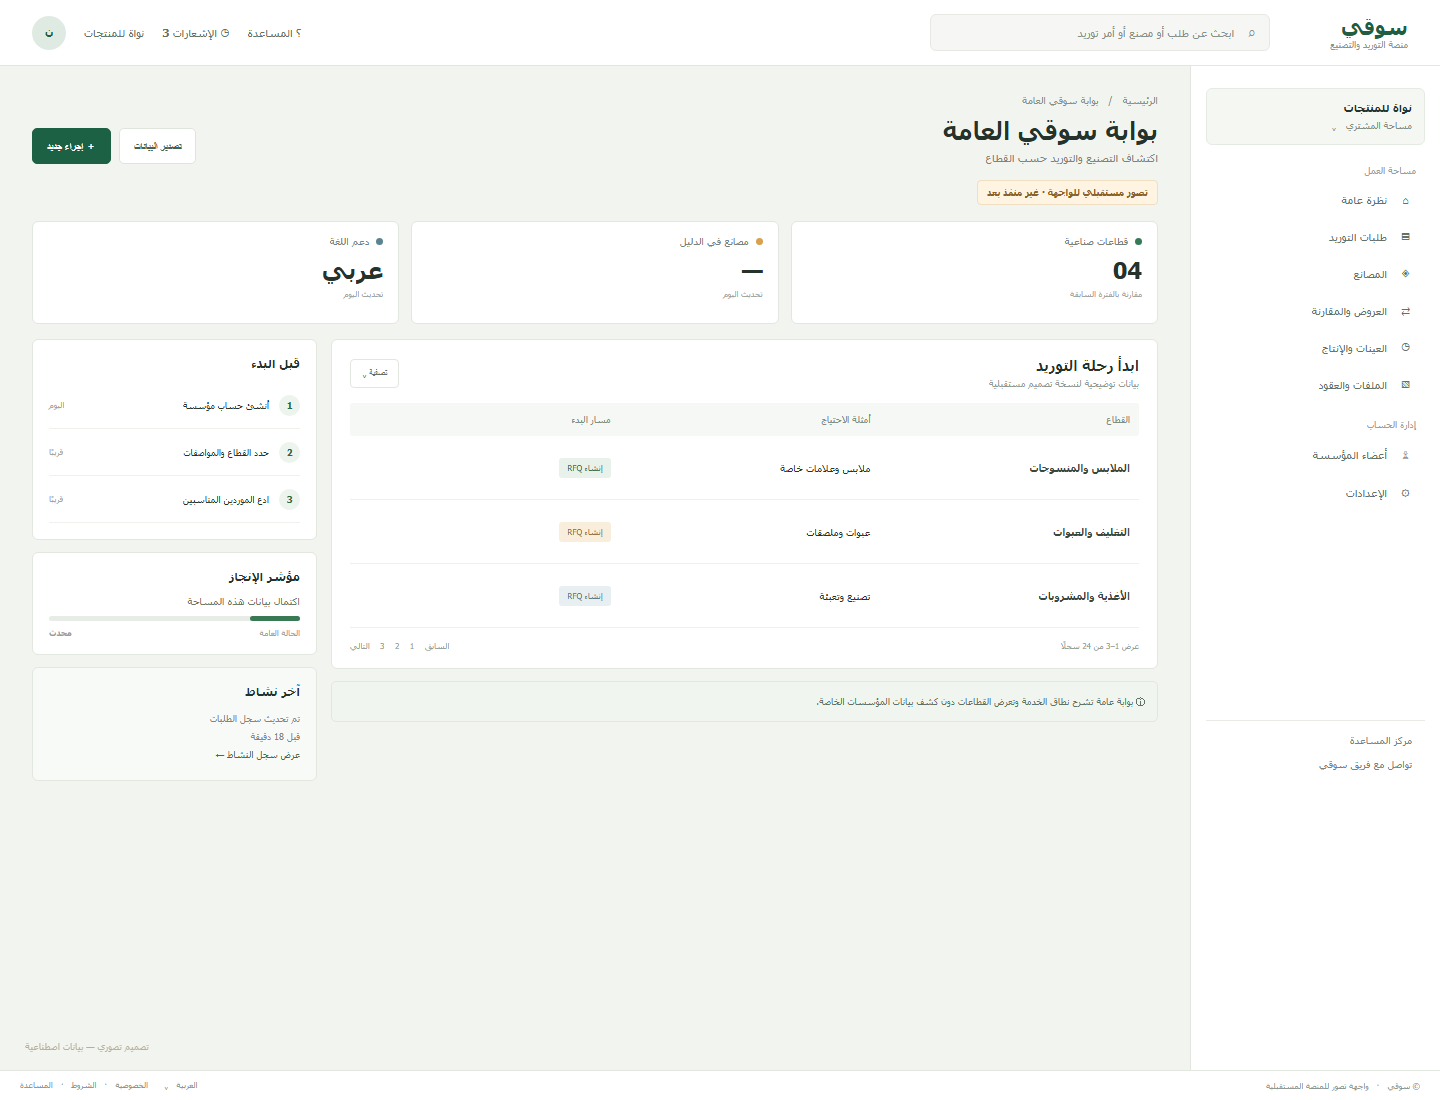 سوقي
منصة التوريد والتصنيع
ابحث عن طلب أو مصنع أو أمر توريد
؟ المساعدة
الإشعارات 3
نواة للمنتجات
ن
نواة للمنتجات
مساحة المشتري
مساحة العمل
نظرة عامة
طلبات التوريد
المصانع
العروض والمقارنة
العينات والإنتاج
الملفات والعقود
إدارة الحساب
أعضاء المؤسسة
الإعدادات
مركز المساعدة
تواصل مع فريق سوقي
الرئيسية / بوابة سوقي العامة
بوابة سوقي العامة
اكتشاف التصنيع والتوريد حسب القطاع
تصور مستقبلي للواجهة · غير منفذ بعد
تصدير البيانات
+ إجراء جديد
قطاعات صناعية
04
مقارنة بالفترة السابقة
مصانع في الدليل
—
تحديث اليوم
دعم اللغة
عربي
تحديث اليوم
ابدأ رحلة التوريد
بيانات توضيحية لنسخة تصميم مستقبلية
تصفية
القطاع أمثلة الاحتياج مسار البدء
الملابس والمنسوجات ملابس وعلامات خاصة إنشاء RFQ
التغليف والعبوات عبوات وملصقات إنشاء RFQ
الأغذية والمشروبات تصنيع وتعبئة إنشاء RFQ
عرض 1–3 من 24 سجلًا
السابق 1 2 3 التالي
بوابة عامة تشرح نطاق الخدمة وتعرض القطاعات دون كشف بيانات المؤسسات الخاصة.
قبل البدء
1 أنشئ حساب مؤسسة اليوم
2 حدد القطاع والمواصفات قريبًا
3 ادع الموردين المناسبين قريبًا
مؤشر الإنجاز
اكتمال بيانات هذه المساحة
الحالة العامة محدث
آخر نشاط
تم تحديث سجل الطلبات
قبل 18 دقيقة
عرض سجل النشاط ←
تصميم تصوري — بيانات اصطناعية
© سوقي · واجهة تصور للمنصة المستقبلية
العربية الخصوصية · الشروط · المساعدة